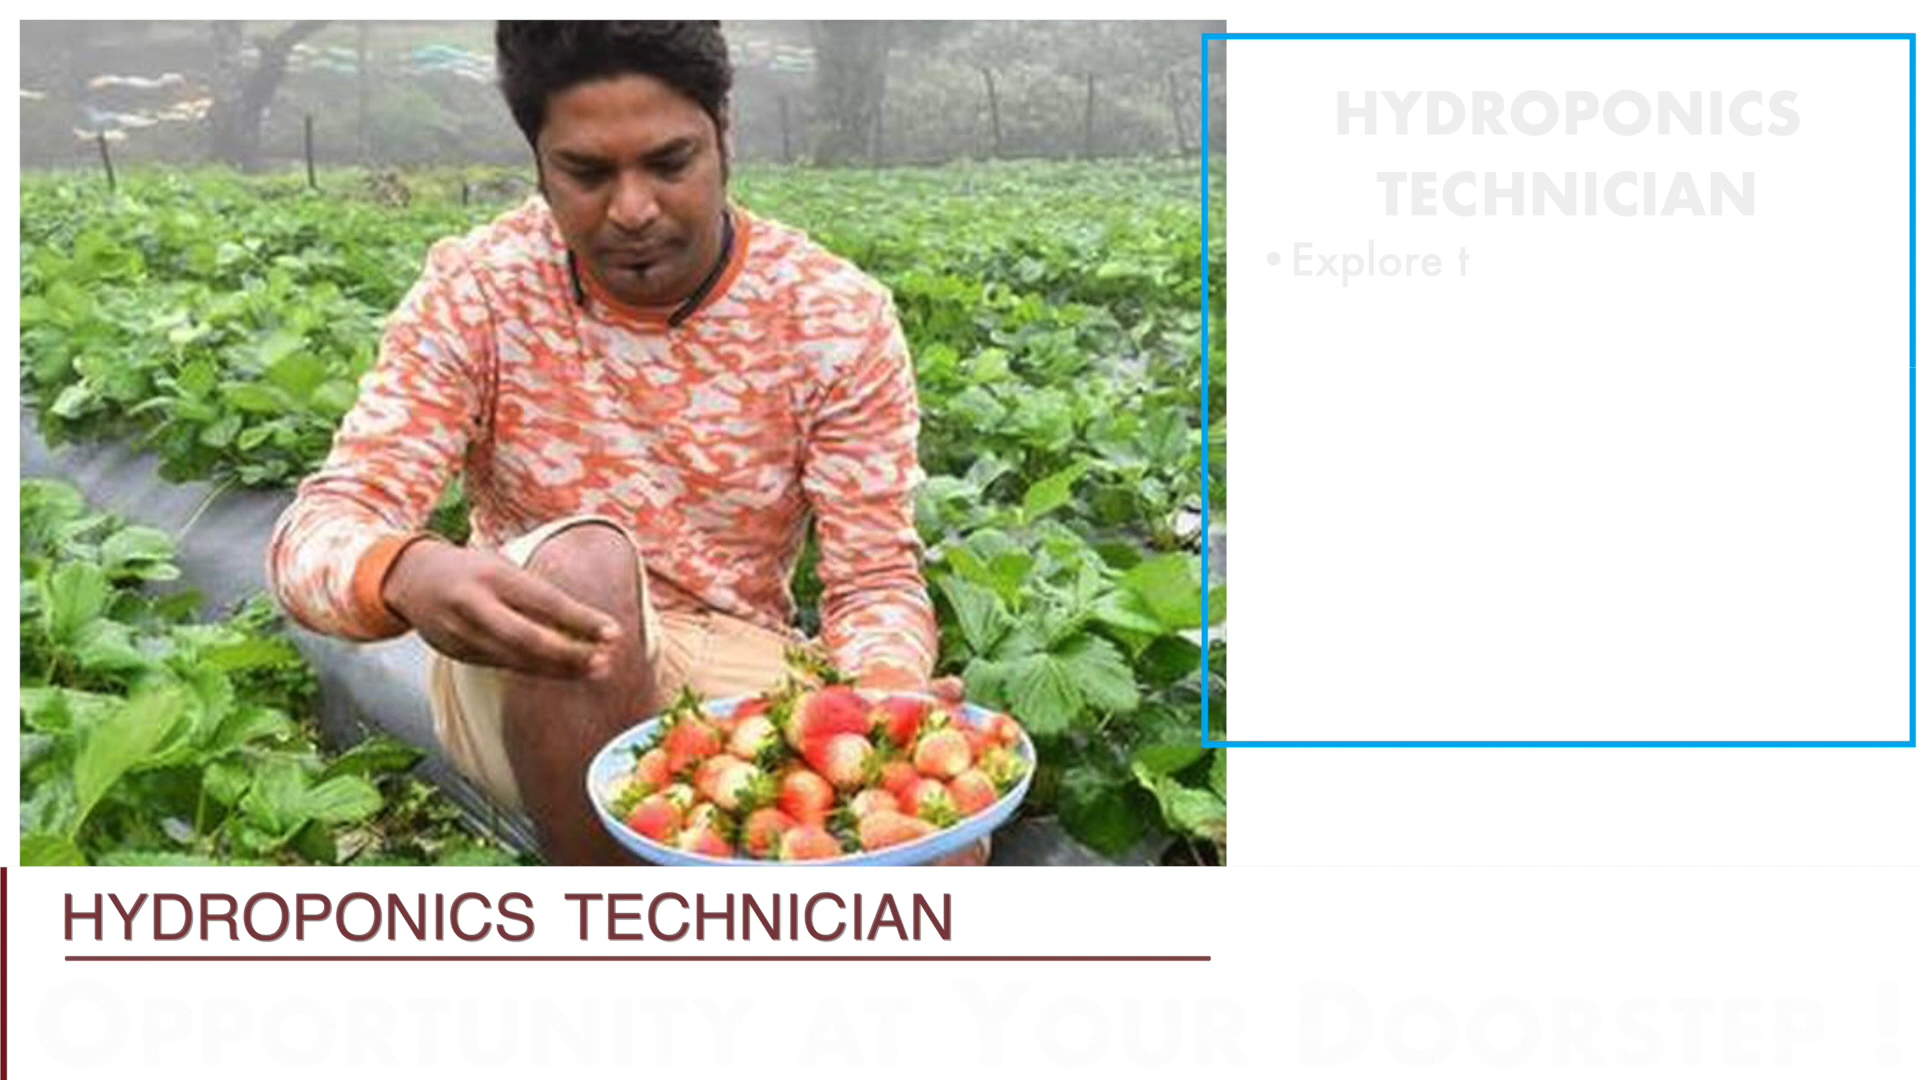 HYDROPONICS
TECHNICIAN
• Explore t
HYDROPONICS TECHNICIAN
OPPORTUNITY AT YOUR DOORSTEP !